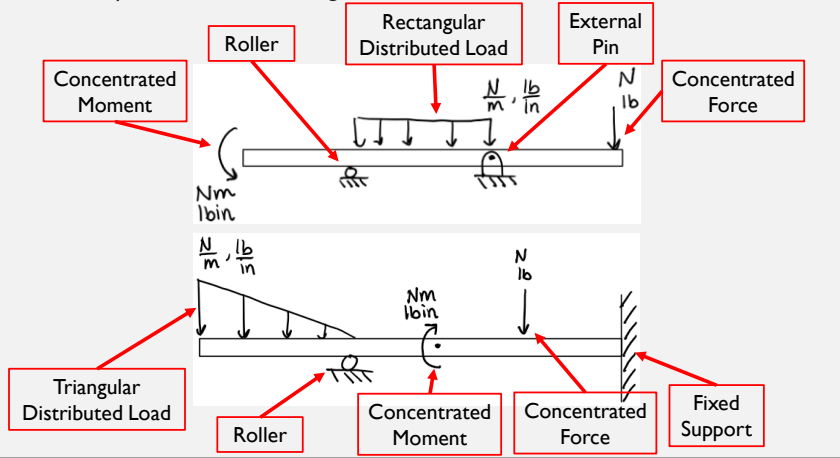 Rectangular
Distributed Load
External
Pin
Roller
Concentrated
Moment
N/m, lb/in
N
lb
Concentrated
Force
Nm
lbin
N/m, lb/in
N
lb
Nm
lbin
Triangular
Distributed Load
Roller
Concentrated
Moment
Concentrated
Force
Fixed
Support